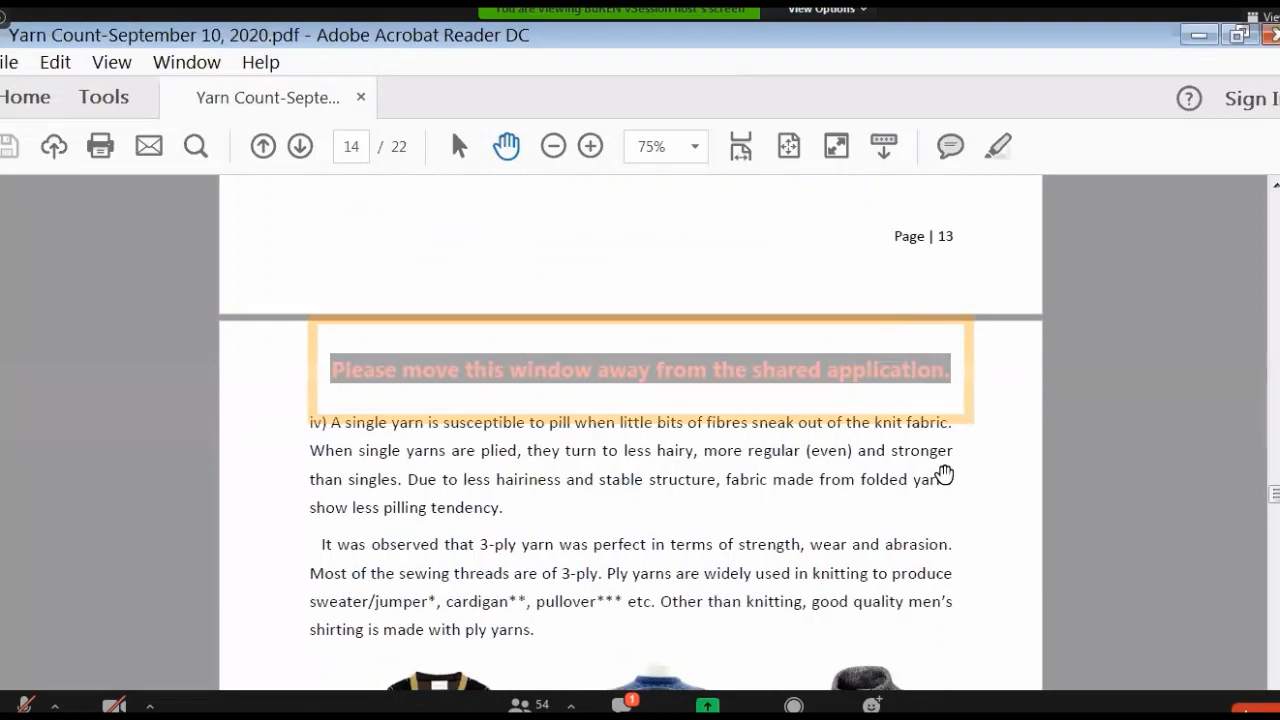 You are viewing BUREN vSession host's screen
View Options
Yarn Count-September 10, 2020.pdf - Adobe Acrobat Reader DC
Edit View Window Help
Home Tools Yarn Count-Septe... ×
14 / 22 75%
Page | 13
Please move this window away from the shared application.
iv) A single yarn is susceptible to pill when little bits of fibres sneak out of the knit fabric.
When single yarns are plied, they turn to less hairy, more regular (even) and stronger
than singles. Due to less hairiness and stable structure, fabric made from folded
show less pilling tendency.
It was observed that 3-ply yarn was perfect in terms of strength, wear and abrasion.
Most of the sewing threads are of 3-ply. Ply yarns are widely used in knitting to produce
sweater/jumper*, cardigan**, pullover*** etc. Other than knitting, good quality men's
shirting is made with ply yarns.
54
1